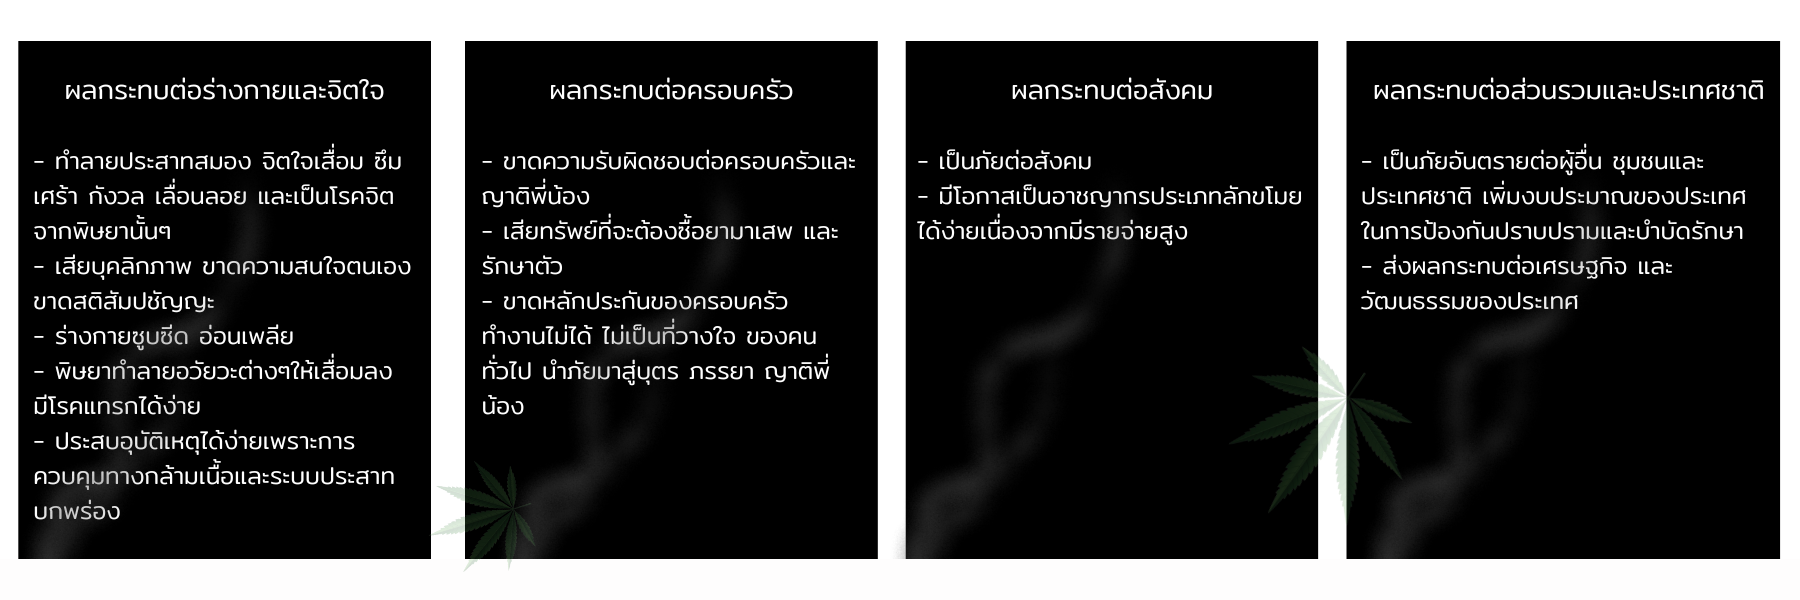 ผลกระทบต่อร่างกายและจิตใจ
- ทำลายประสาทสมอง จิตใจเสื่อม ซึม
เศร้า กังวล เลื่อนลอย และเป็นโรคจิต
จากพิษยานั้นๆ
- เสียบุคลิกภาพ ขาดความสนใจตนเอง
ขาดสติสัมปชัญญะ
- ร่างกายซูบซีด อ่อนเพลีย
- พิษยาทำลายอวัยวะต่างๆให้เสื่อมลง
มีโรคแทรกได้ง่าย
- ประสบอุบัติเหตุได้ง่ายเพราะการ
ควบคุมทางกล้ามเนื้อและระบบประสาท
บกพร่อง
ผลกระทบต่อครอบครัว
- ขาดความรับผิดชอบต่อครอบครัวและ
ญาติพี่น้อง
- เสียทรัพย์ที่จะต้องซื้อยามาเสพ และ
รักษาตัว
- ขาดหลักประกันของครอบครัว
ทำงานไม่ได้ ไม่เป็นที่วางใจ ของคน
ทั่วไป นำภัยมาสู่บุตร ภรรยา ญาติพี่
น้อง
ผลกระทบต่อสังคม
- เป็นภัยต่อสังคม
- มีโอกาสเป็นอาชญากรประเภทลักขโมย
ได้ง่ายเนื่องจากมีรายจ่ายสูง
ผลกระทบต่อส่วนรวมและประเทศชาติ
- เป็นภัยอันตรายต่อผู้อื่น ชุมชนและ
ประเทศชาติ เพิ่มงบประมาณของประเทศ
ในการป้องกันปราบปรามและบำบัดรักษา
- ส่งผลกระทบต่อเศรษฐกิจ และ
วัฒนธรรมของประเทศ